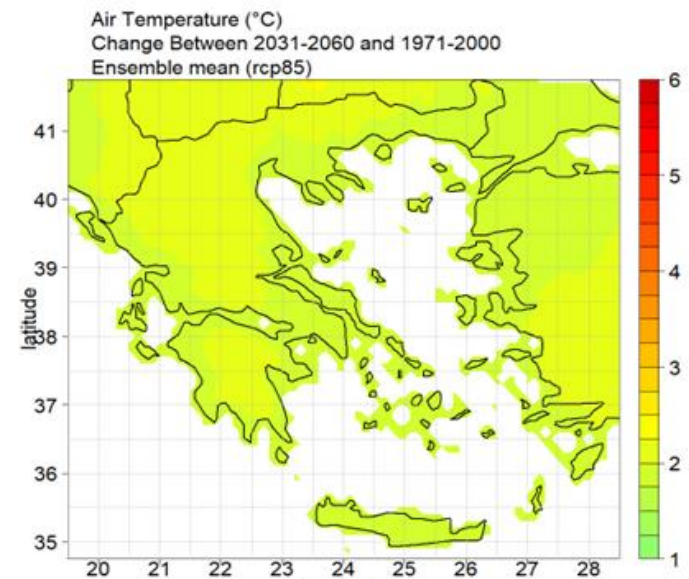 Air Temperature (°C)
Change Between 2031-2060 and 1971-2000
Ensemble mean (rcp85)
latitude
41
40
39
38
37
36
35
20 21 22 23 24 25 26 27 28
6
5
4
3
2
1